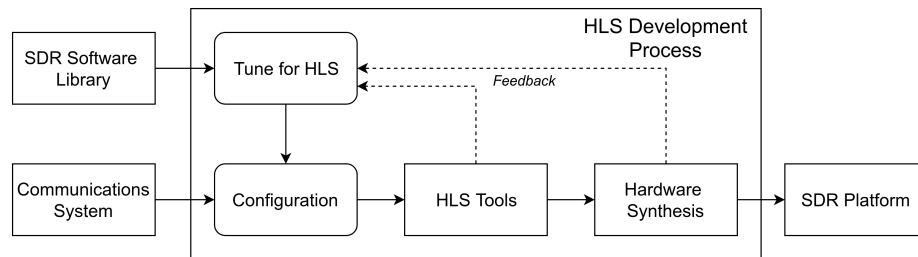 HLS Development
Process
SDR Software
Library
Tune for HLS
Feedback
Communications
System
Configuration
HLS Tools
Hardware
Synthesis
SDR Platform